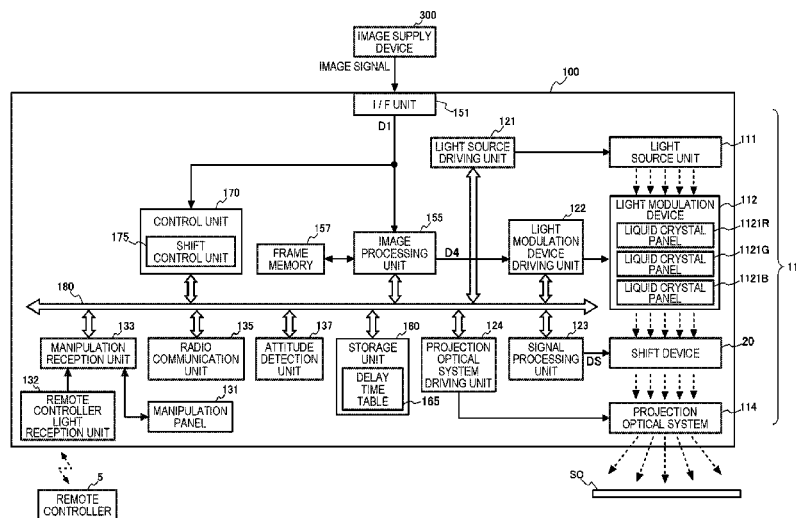 300
IMAGE SUPPLY
DEVICE
IMAGE SIGNAL
100
I/F UNIT
151
D1
121
LIGHT SOURCE
DRIVING UNIT
111
LIGHT
SOURCE UNIT
170
CONTROL UNIT
175
SHIFT
CONTROL UNIT
157
FRAME
MEMORY
155
IMAGE
PROCESSING
UNIT
D4
122
LIGHT
MODULATION
DEVICE
DRIVING UNIT
112
LIGHT MODULATION
DEVICE
1121R
LIQUID CRYSTAL
PANEL
1121G
LIQUID CRYSTAL
PANEL
1121B
LIQUID CRYSTAL
PANEL
11
180
133
MANIPULATION
RECEPTION UNIT
135
RADIO
COMMUNICATION
UNIT
137
ATTITUDE
DETECTION
UNIT
160
STORAGE
UNIT
DELAY
TIME
TABLE
165
124
PROJECTION
OPTICAL
SYSTEM
DRIVING UNIT
123
SIGNAL
PROCESSING
UNIT
DS
20
SHIFT DEVICE
132
REMOTE
CONTROLLER
LIGHT
RECEPTION UNIT
131
MANIPULATION
PANEL
114
PROJECTION
OPTICAL SYSTEM
5
REMOTE
CONTROLLER
SC